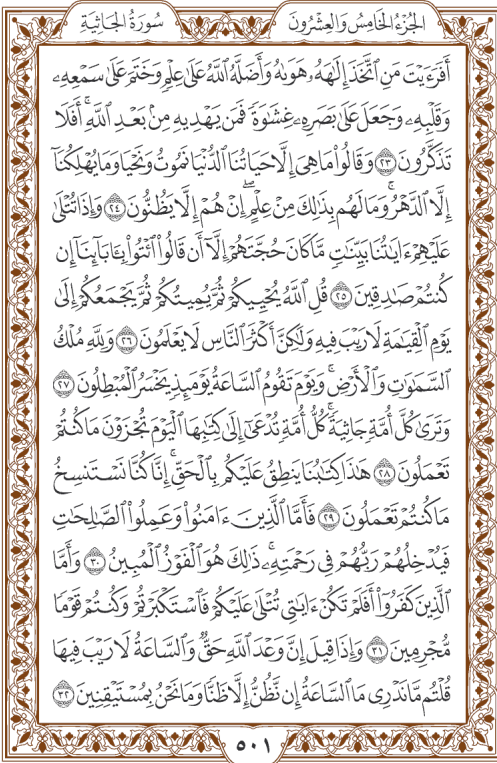 الجُزْءُ الخَامِسُ وَالعِشْرُونَ سُورَةُ الجَاثِيَةِ
أَفَرَءَيْتَ مَنِ ٱتَّخَذَ إِلَٰهَهُۥ هَوَىٰهُ وَأَضَلَّهُ ٱللَّهُ عَلَىٰ عِلْمٖ وَخَتَمَ عَلَىٰ سَمْعِهِۦ
وَقَلْبِهِۦ وَجَعَلَ عَلَىٰ بَصَرِهِۦ غِشَٰوَةٗ فَمَن يَهْدِيهِ مِنۢ بَعْدِ ٱللَّهِۚ أَفَلَا
تَذَكَّرُونَ ٢٣ وَقَالُواْ مَا هِيَ إِلَّا حَيَاتُنَا ٱلدُّنْيَا نَمُوتُ وَنَحْيَا وَمَا يُهْلِكُنَآ
إِلَّا ٱلدَّهْرُۚ وَمَا لَهُم بِذَٰلِكَ مِنْ عِلْمٍۖ إِنْ هُمْ إِلَّا يَظُنُّونَ ٢٤ وَإِذَا تُتْلَىٰ
عَلَيْهِمْ ءَايَٰتُنَا بَيِّنَٰتٖ مَّا كَانَ حُجَّتَهُمْ إِلَّآ أَن قَالُواْ ٱئْتُواْ بِـَٔابَآئِنَآ إِن
كُنتُمْ صَٰدِقِينَ ٢٥ قُلِ ٱللَّهُ يُحْيِيكُمْ ثُمَّ يُمِيتُكُمْ ثُمَّ يَجْمَعُكُمْ إِلَىٰ
يَوْمِ ٱلْقِيَٰمَةِ لَا رَيْبَ فِيهِ وَلَٰكِنَّ أَكْثَرَ ٱلنَّاسِ لَا يَعْلَمُونَ ٢٦ وَلِلَّهِ مُلْكُ
ٱلسَّمَٰوَٰتِ وَٱلْأَرْضِۚ وَيَوْمَ تَقُومُ ٱلسَّاعَةُ يَوْمَئِذٖ يَخْسَرُ ٱلْمُبْطِلُونَ ٢٧
وَتَرَىٰ كُلَّ أُمَّةٖ جَاثِيَةٗۚ كُلُّ أُمَّةٖ تُدْعَىٰٓ إِلَىٰ كِتَٰبِهَا ٱلْيَوْمَ تُجْزَوْنَ مَا كُنتُمْ
تَعْمَلُونَ ٢٨ هَٰذَا كِتَٰبُنَا يَنطِقُ عَلَيْكُم بِٱلْحَقِّۚ إِنَّا كُنَّا نَسْتَنسِخُ
مَا كُنتُمْ تَعْمَلُونَ ٢٩ فَأَمَّا ٱلَّذِينَ ءَامَنُواْ وَعَمِلُواْ ٱلصَّٰلِحَٰتِ
فَيُدْخِلُهُمْ رَبُّهُمْ فِي رَحْمَتِهِۦۚ ذَٰلِكَ هُوَ ٱلْفَوْزُ ٱلْمُبِينُ ٣٠ وَأَمَّا
ٱلَّذِينَ كَفَرُوٓاْ أَفَلَمْ تَكُنْ ءَايَٰتِي تُتْلَىٰ عَلَيْكُمْ فَٱسْتَكْبَرْتُمْ وَكُنتُمْ قَوْمٗا
مُّجْرِمِينَ ٣١ وَإِذَا قِيلَ إِنَّ وَعْدَ ٱللَّهِ حَقّٞ وَٱلسَّاعَةُ لَا رَيْبَ فِيهَا
قُلْتُم مَّا نَدْرِي مَا ٱلسَّاعَةُ إِن نَّظُنُّ إِلَّا ظَنّٗا وَمَا نَحْنُ بِمُسْتَيْقِنِينَ ٣٢
٥٠١